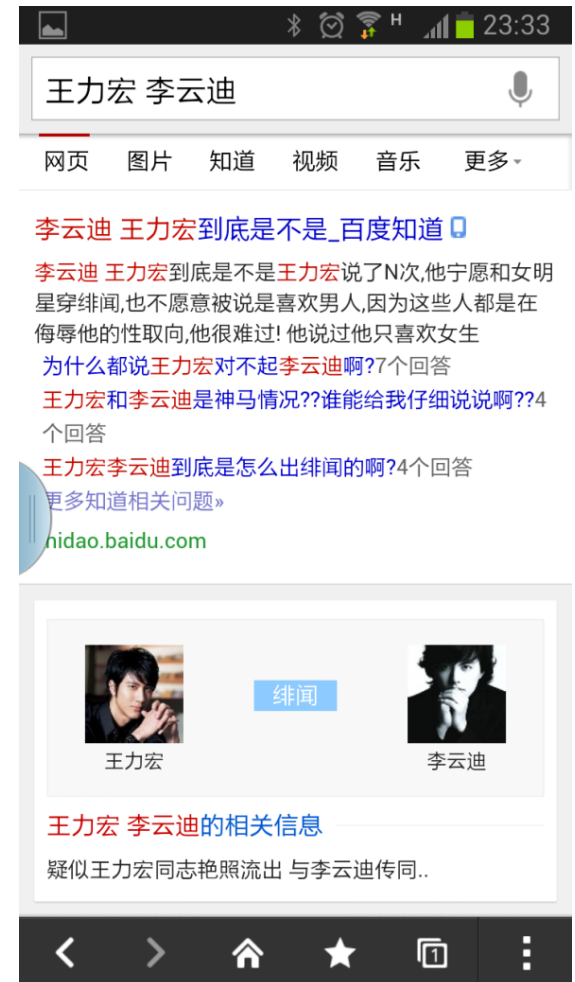 H 23:33
王力宏 李云迪
网页 图片 知道 视频 音乐 更多
李云迪 王力宏到底是不是_百度知道
李云迪 王力宏到底是不是王力宏说了N次,他宁愿和女明
星穿绯闻,也不愿意被说是喜欢男人,因为这些人都是在
侮辱他的性取向,他很难过! 他说过他只喜欢女生
为什么都说王力宏对不起李云迪啊?7个回答
王力宏和李云迪是神马情况??谁能给我仔细说说啊??4
个回答
王力宏李云迪到底是怎么出绯闻的啊?4个回答
更多知道相关问题»
hidao.baidu.com
绯闻
王力宏 李云迪
王力宏 李云迪的相关信息
疑似王力宏同志艳照流出 与李云迪传同..
1